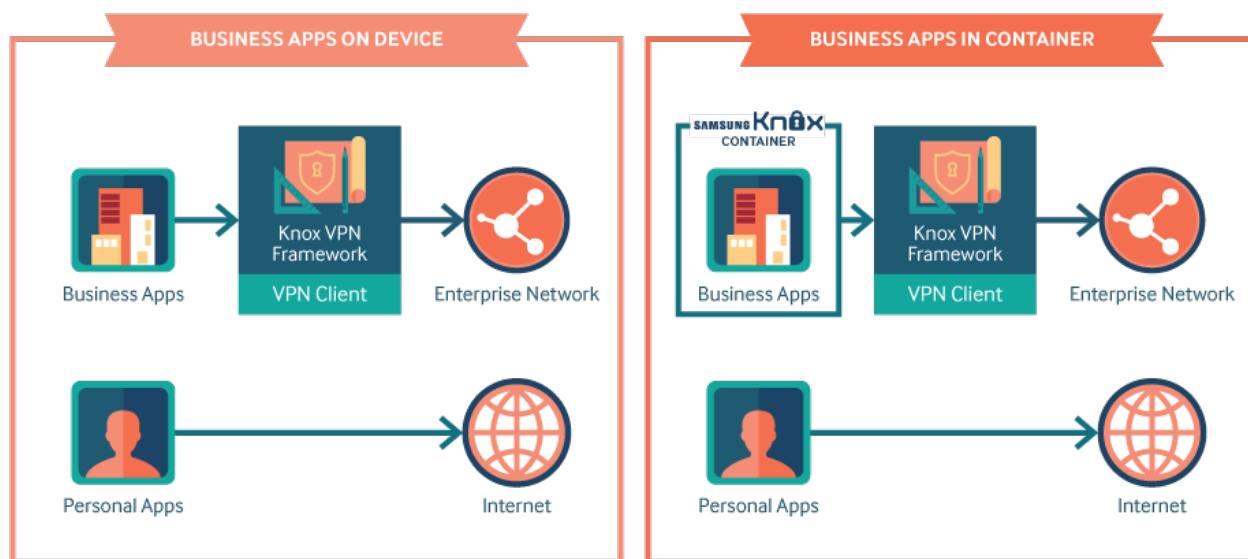 BUSINESS APPS ON DEVICE
Knox VPN
Framework
Business Apps
VPN Client
Enterprise Network
Personal Apps
Internet
BUSINESS APPS IN CONTAINER
SAMSUNG Knox
CONTAINER
Knox VPN
Framework
Business Apps
VPN Client
Enterprise Network
Personal Apps
Internet